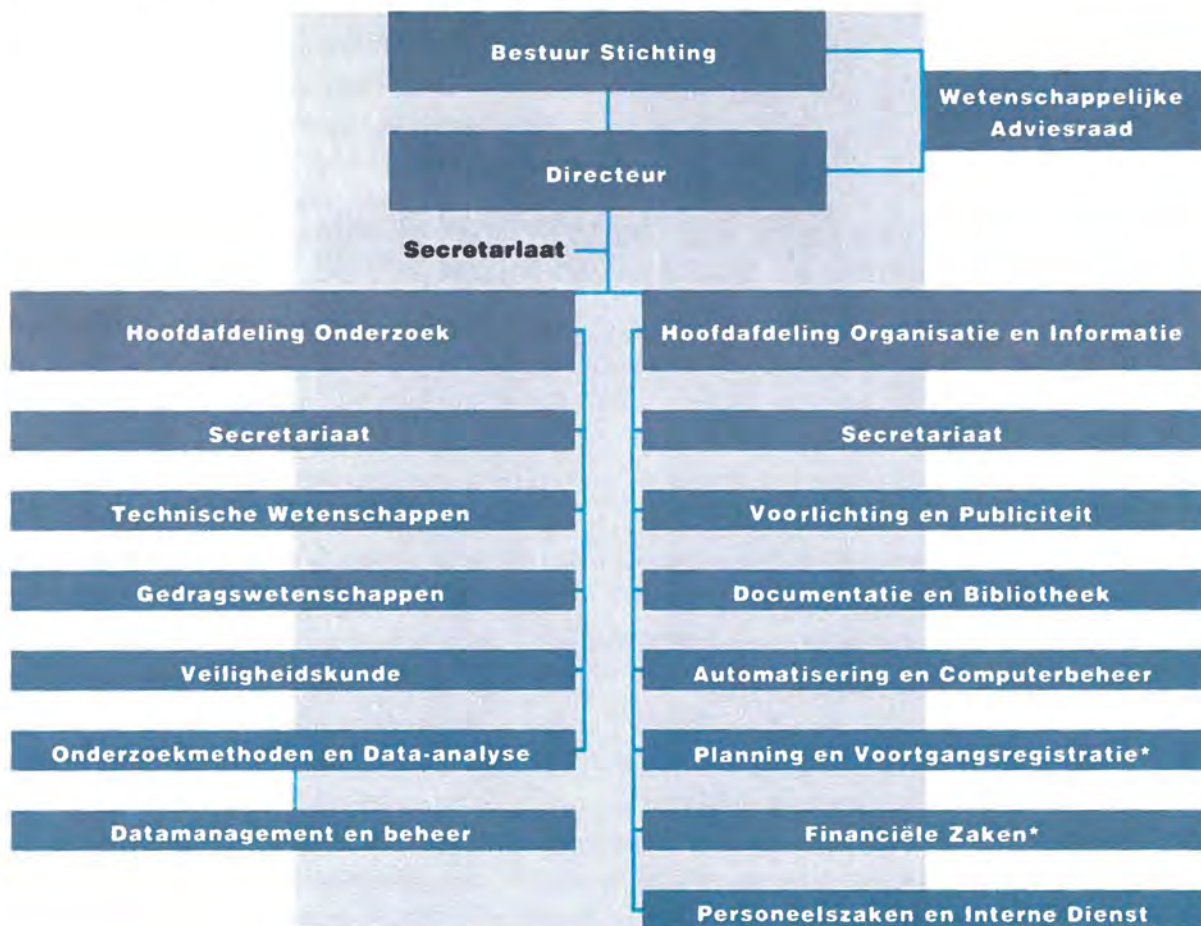 Bestuur Stichting
Wetenschappelijke
Adviesraad
Directeur
Secretariaat
Hoofdafdeling Onderzoek
Secretariaat
Technische Wetenschappen
Gedragswetenschappen
Veiligheidskunde
Onderzoekmethoden en Data-analyse
Datamanagement en beheer
Hoofdafdeling Organisatie en Informatie
Secretariaat
Voorlichting en Publiciteit
Documentatie en Bibliotheek
Automatisering en Computerbeheer
Planning en Voortgangsregistratie*
Financiële Zaken*
Personeelszaken en Interne Dienst